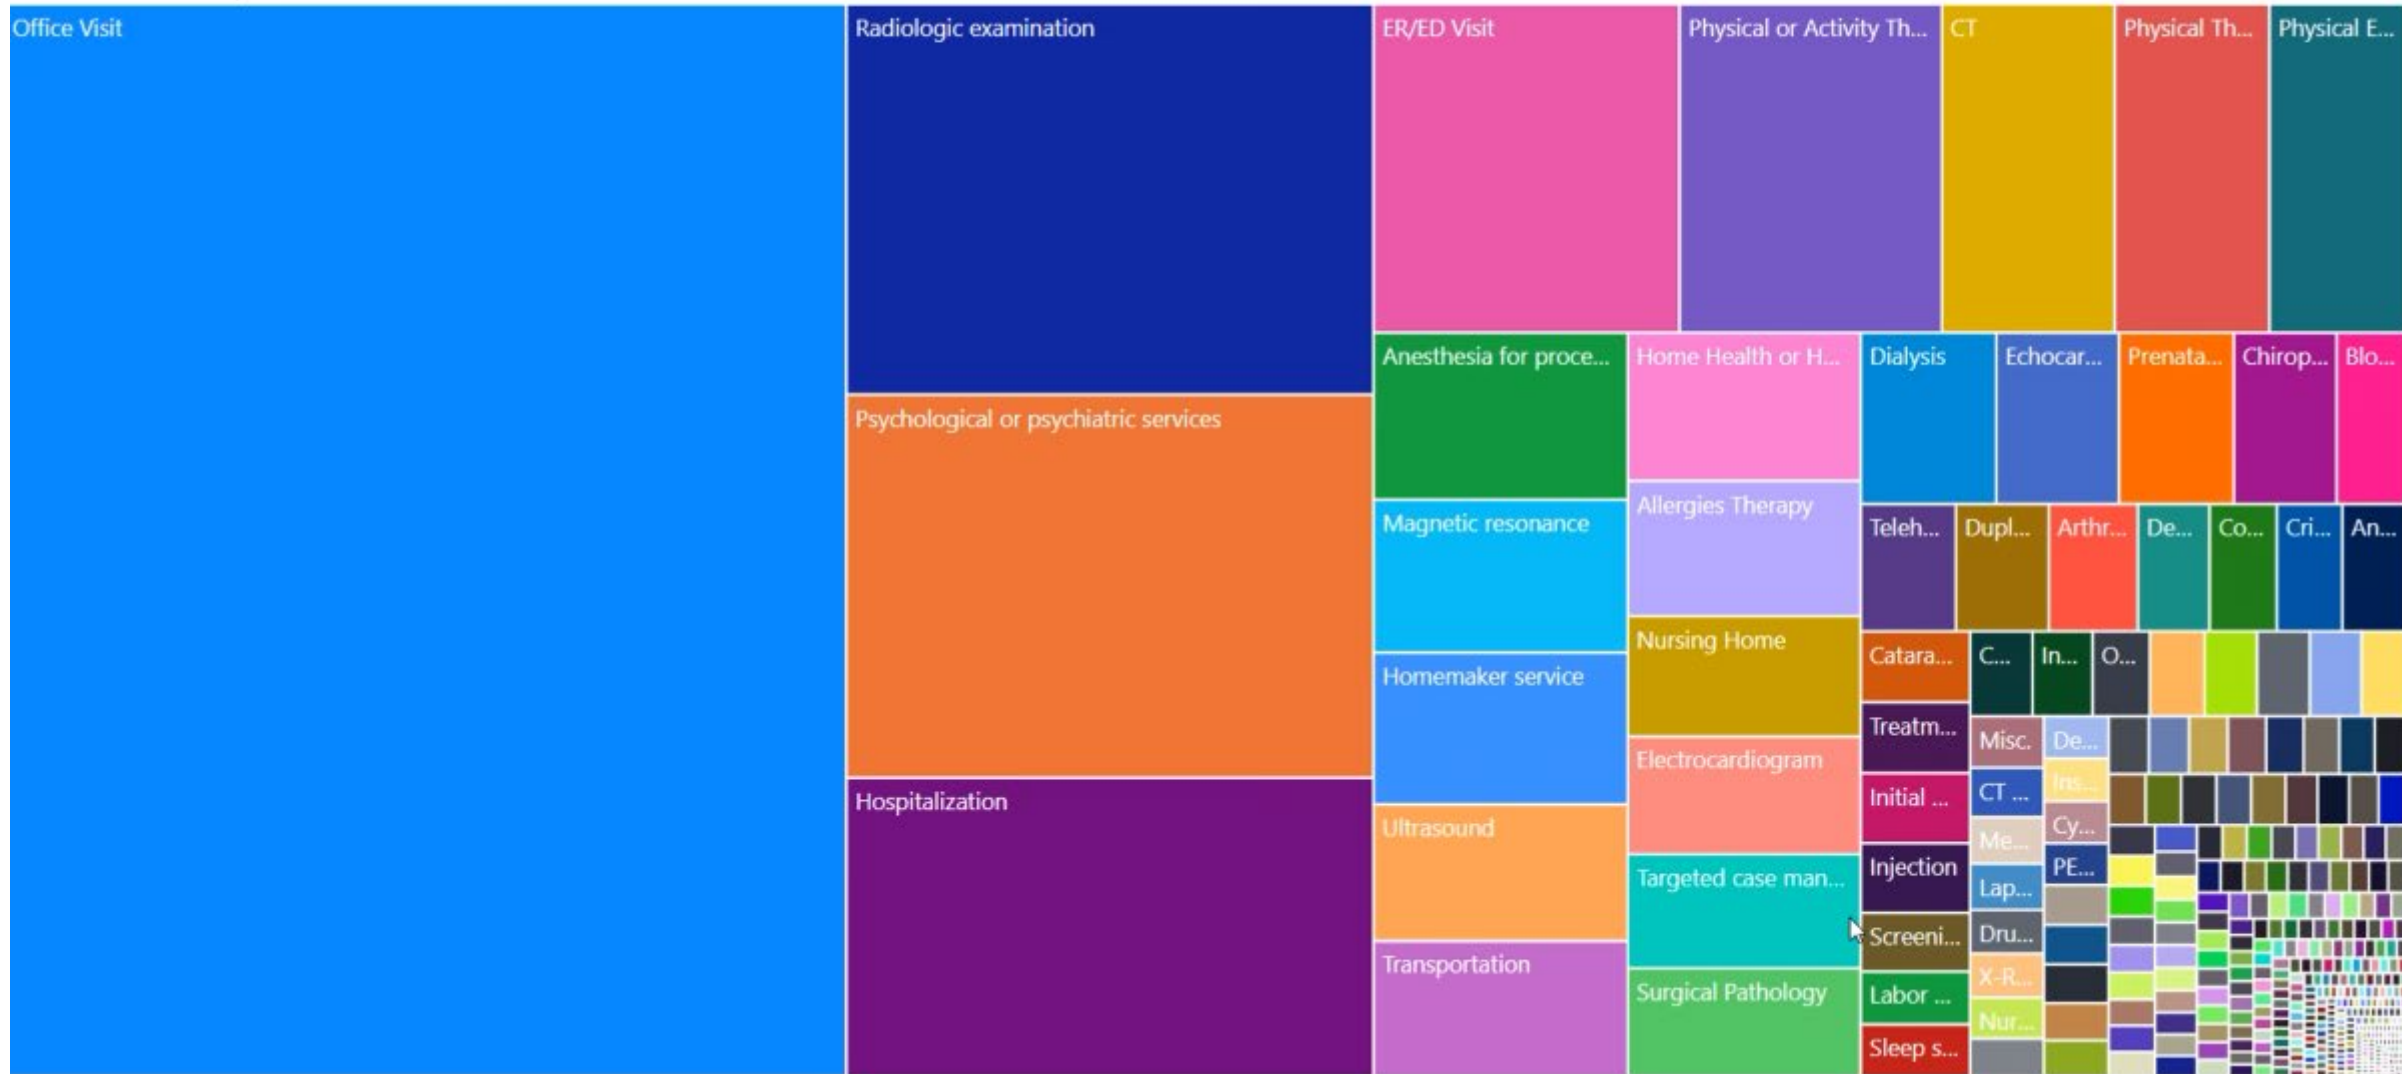 Office Visit
Radiologic examination
Psychological or psychiatric services
Hospitalization
ER/ED Visit
Physical or Activity Th...
CT
Physical Th...
Physical E...
Anesthesia for proce...
Magnetic resonance
Homemaker service
Ultrasound
Transportation
Home Health or H...
Allergies Therapy
Nursing Home
Electrocardiogram
Targeted case man...
Surgical Pathology
Dialysis
Echocar...
Prenata...
Chirop...
Blo...
Teleh...
Dupl...
Arthr...
De...
Co...
Cri...
An...
Catara...
Treatm...
Initial ...
Injection
Screeni...
Labor ...
Sleep s...
C...
In...
O...
Misc.
CT ...
Me...
Lap...
Dru...
X-R...
Nur...
De...
Ins...
Cy...
PE...